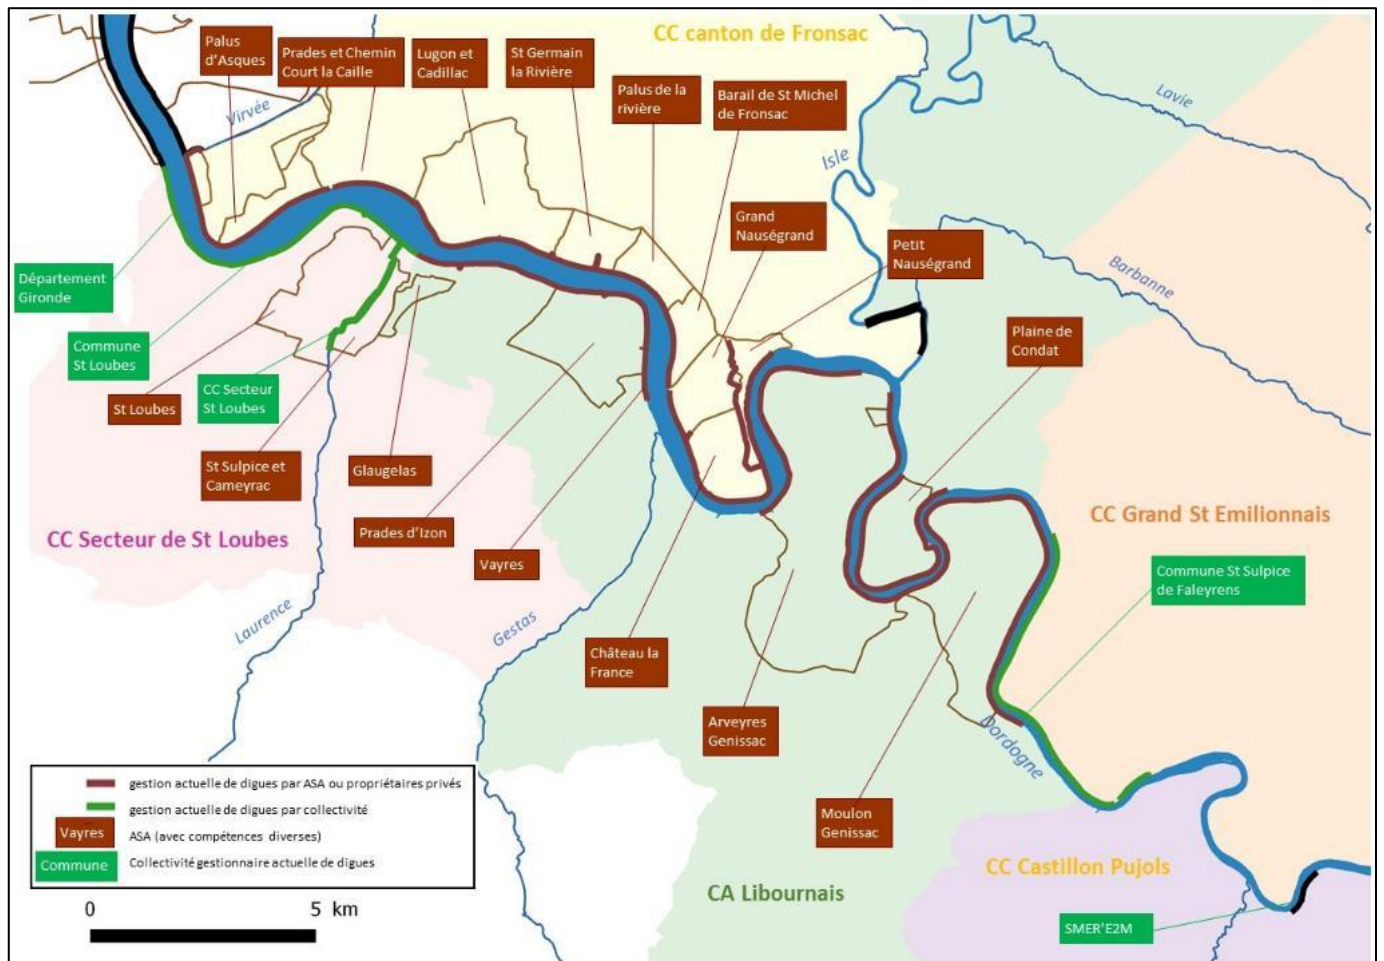 CC canton de Fronsac
Palus
d'Asques
Prades et Chemin
Court la Caille
Lugon et
Cadillac
St Germain
la Rivière
Palus de la
rivière
Barail de St Michel
de Fronsac
Virvée
Isle
Lavie
Grand
Nauségrand
Petit
Nauségrand
Barbanne
Département
Gironde
Commune
St Loubes
CC Secteur
St Loubes
St Loubes
Plaine de
Condat
St Sulpice et
Cameyrac
Glaugelas
Prades d'Izon
Vayres
CC Secteur de St Loubes
CC Grand St Emilionnais
Commune St Sulpice
de Faleyrens
Laurence
Gestas
Château la
France
Arveyres
Genissac
Dordogne
Moulon
Genissac
CC Castillon Pujols
CA Libournais
SMER'E2M
gestion actuelle de digues par ASA ou propriétaires privés
gestion actuelle de digues par collectivité
Vayres
ASA (avec compétences diverses)
Commune
Collectivité gestionnaire actuelle de digues
0 5 km